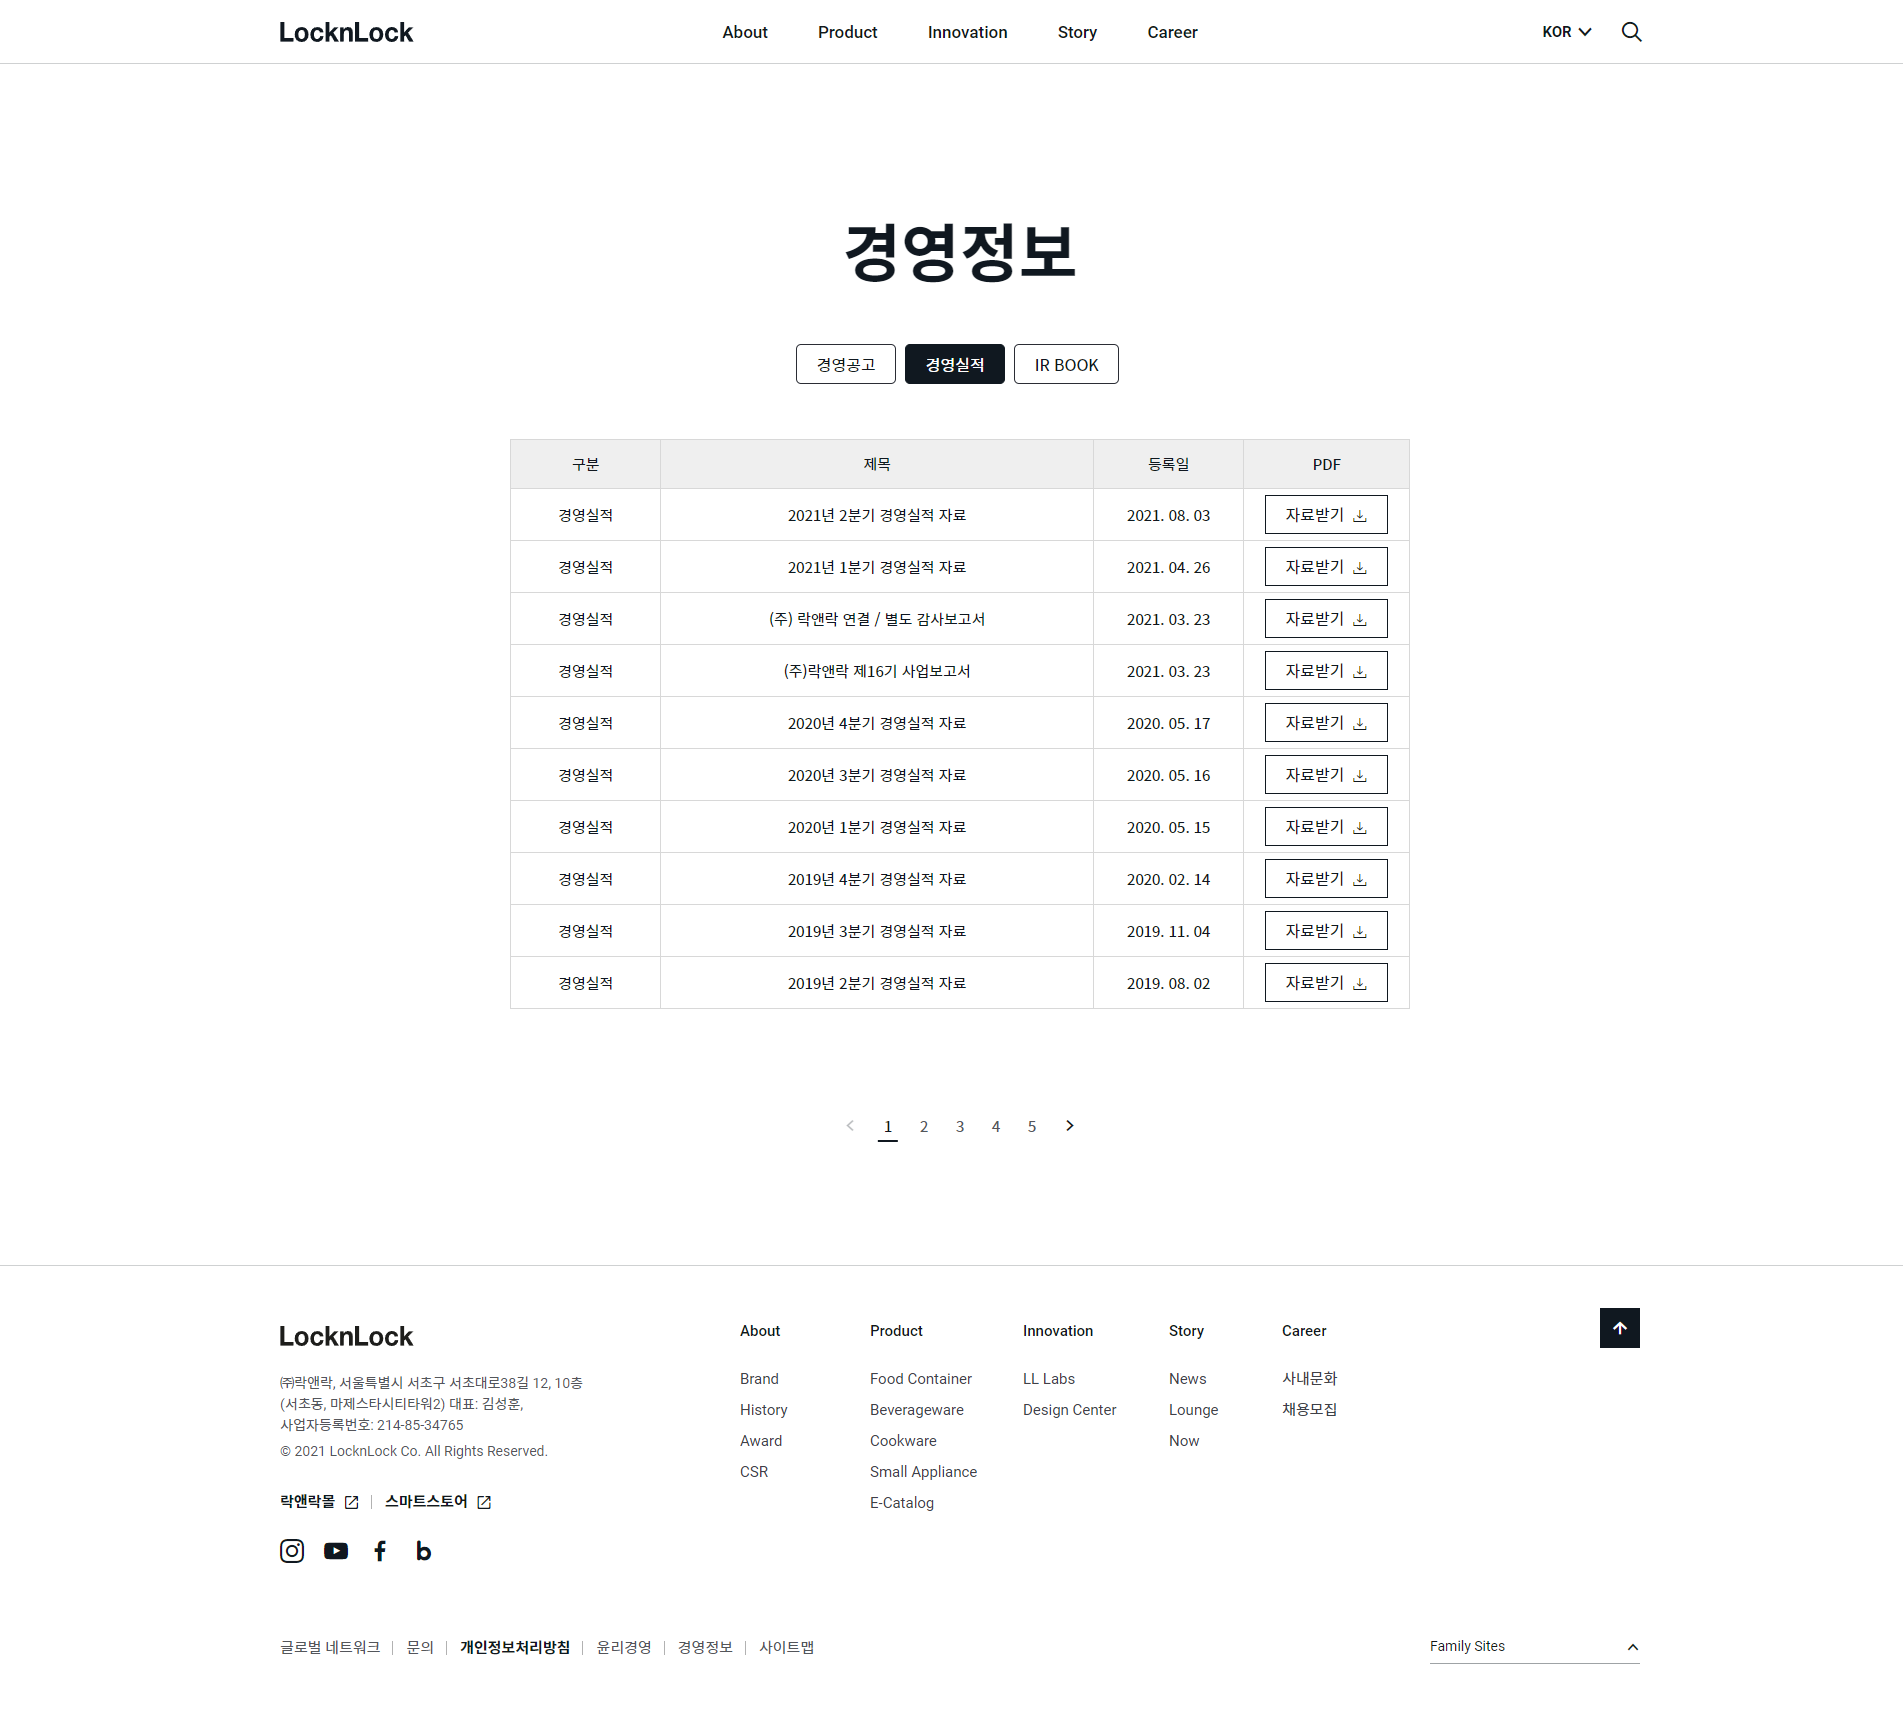 LocknLock About Product Innovation Story Career KOR
경영정보
경영공고 경영실적 IR BOOK
구분 제목 등록일 PDF
경영실적 2021년 2분기 경영실적 자료 2021. 08. 03 자료받기
경영실적 2021년 1분기 경영실적 자료 2021. 04. 26 자료받기
경영실적 (주) 락앤락 연결 / 별도 감사보고서 2021. 03. 23 자료받기
경영실적 (주)락앤락 제16기 사업보고서 2021. 03. 23 자료받기
경영실적 2020년 4분기 경영실적 자료 2020. 05. 17 자료받기
경영실적 2020년 3분기 경영실적 자료 2020. 05. 16 자료받기
경영실적 2020년 1분기 경영실적 자료 2020. 05. 15 자료받기
경영실적 2019년 4분기 경영실적 자료 2020. 02. 14 자료받기
경영실적 2019년 3분기 경영실적 자료 2019. 11. 04 자료받기
경영실적 2019년 2분기 경영실적 자료 2019. 08. 02 자료받기
1 2 3 4 5
LocknLock
㈜락앤락, 서울특별시 서초구 서초대로38길 12, 10층
(서초동, 마제스타시티타워2) 대표: 김성훈,
사업자등록번호: 214-85-34765
© 2021 LocknLock Co. All Rights Reserved.
락앤락몰 스마트스토어
About
Brand
History
Award
CSR
Product
Food Container
Beverageware
Cookware
Small Appliance
E-Catalog
Innovation
LL Labs
Design Center
Story
News
Lounge
Now
Career
사내문화
채용모집
글로벌 네트워크 문의 개인정보처리방침 윤리경영 경영정보 사이트맵
Family Sites